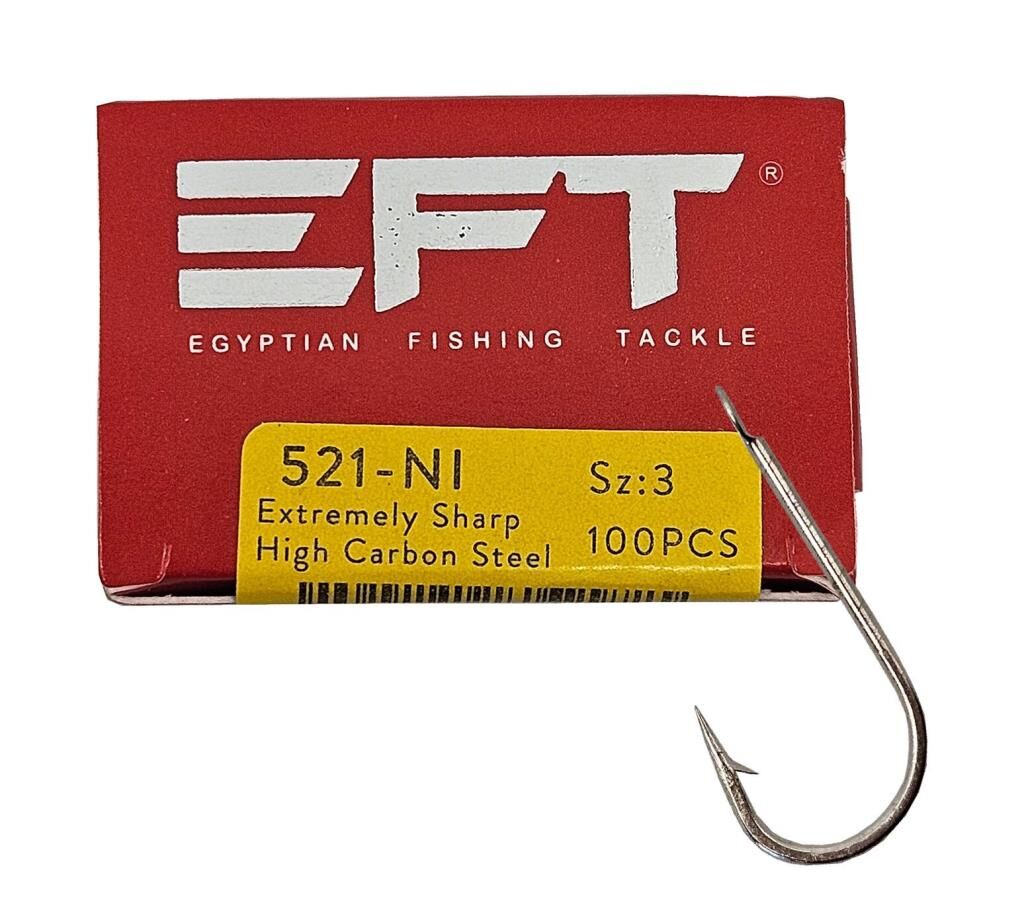 EFT®
EGYPTIAN FISHING TACKLE
521-NI
Sz:3
Extremely Sharp
High Carbon Steel
100PCS